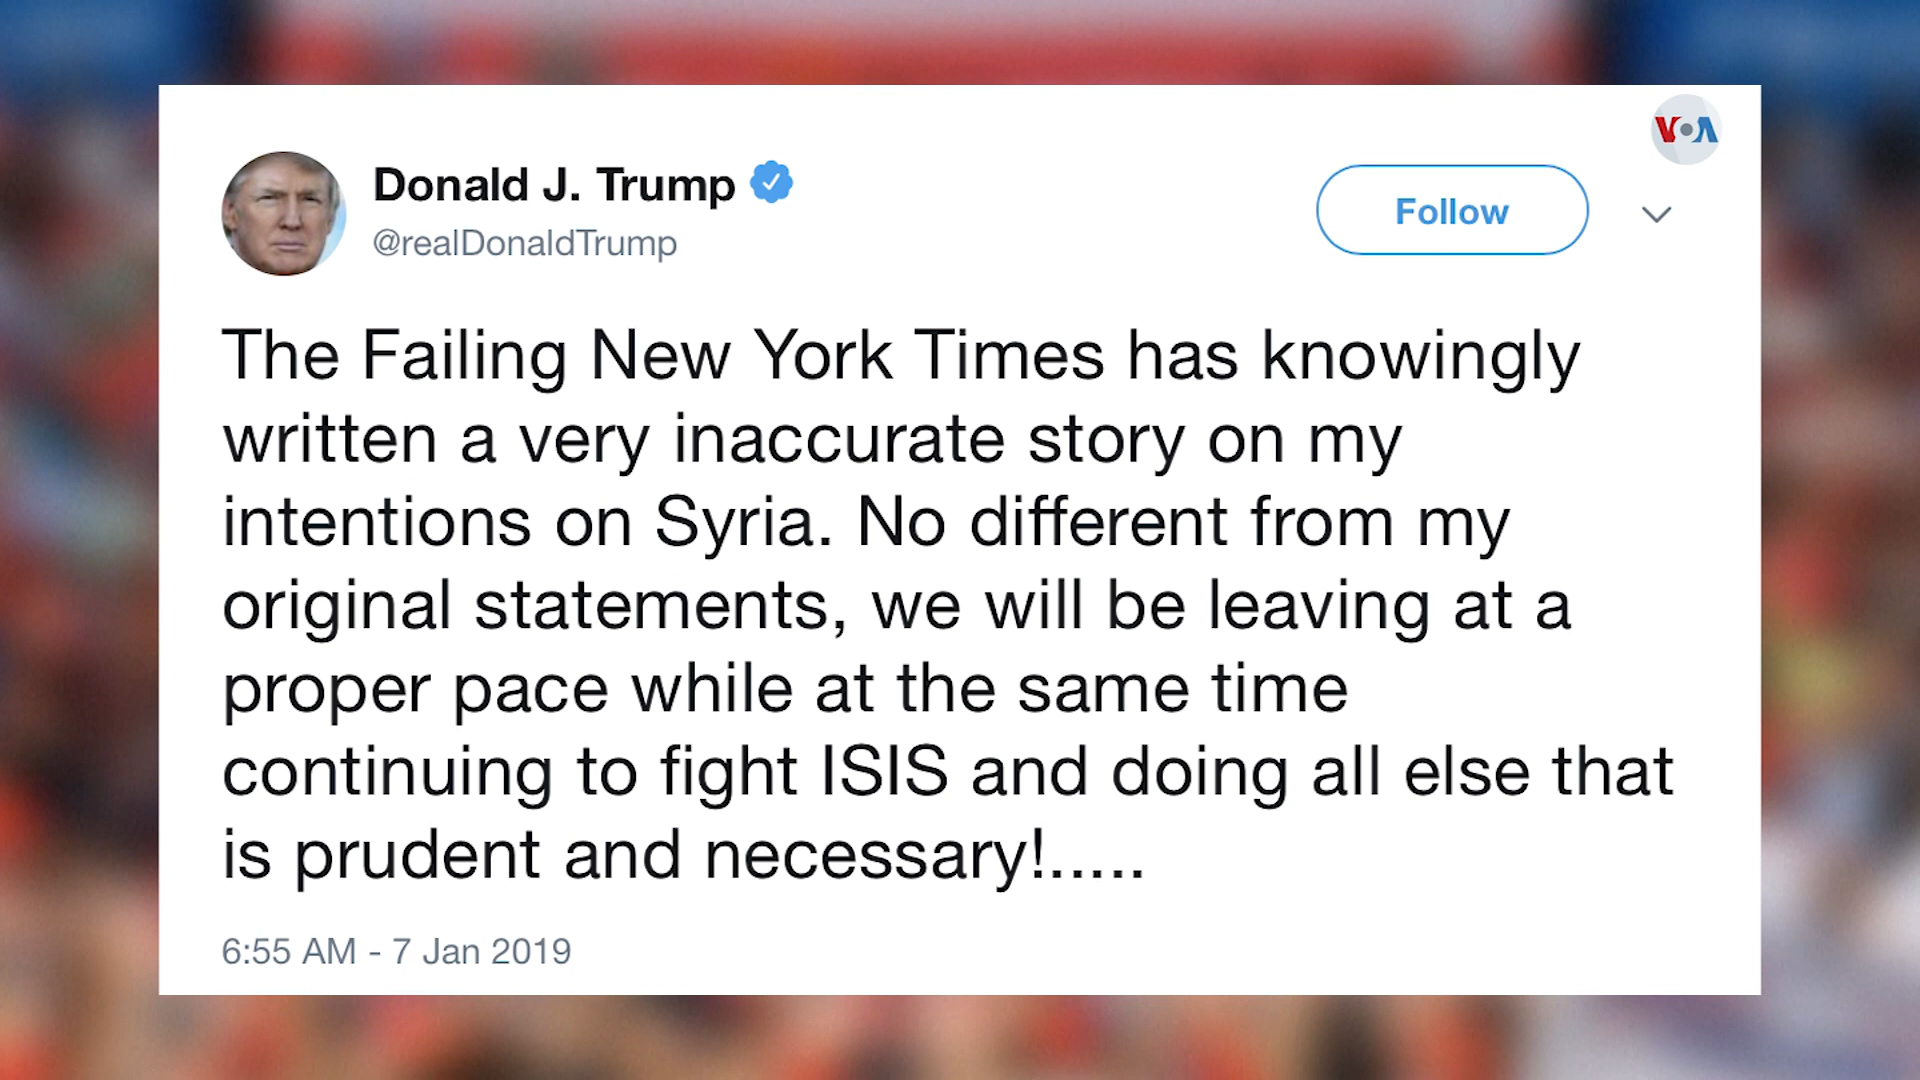 VOA
Donald J. Trump
@realDonaldTrump
Follow
The Failing New York Times has knowingly
written a very inaccurate story on my
intentions on Syria. No different from my
original statements, we will be leaving at a
proper pace while at the same time
continuing to fight ISIS and doing all else that
is prudent and necessary!.....
6:55 AM - 7 Jan 2019